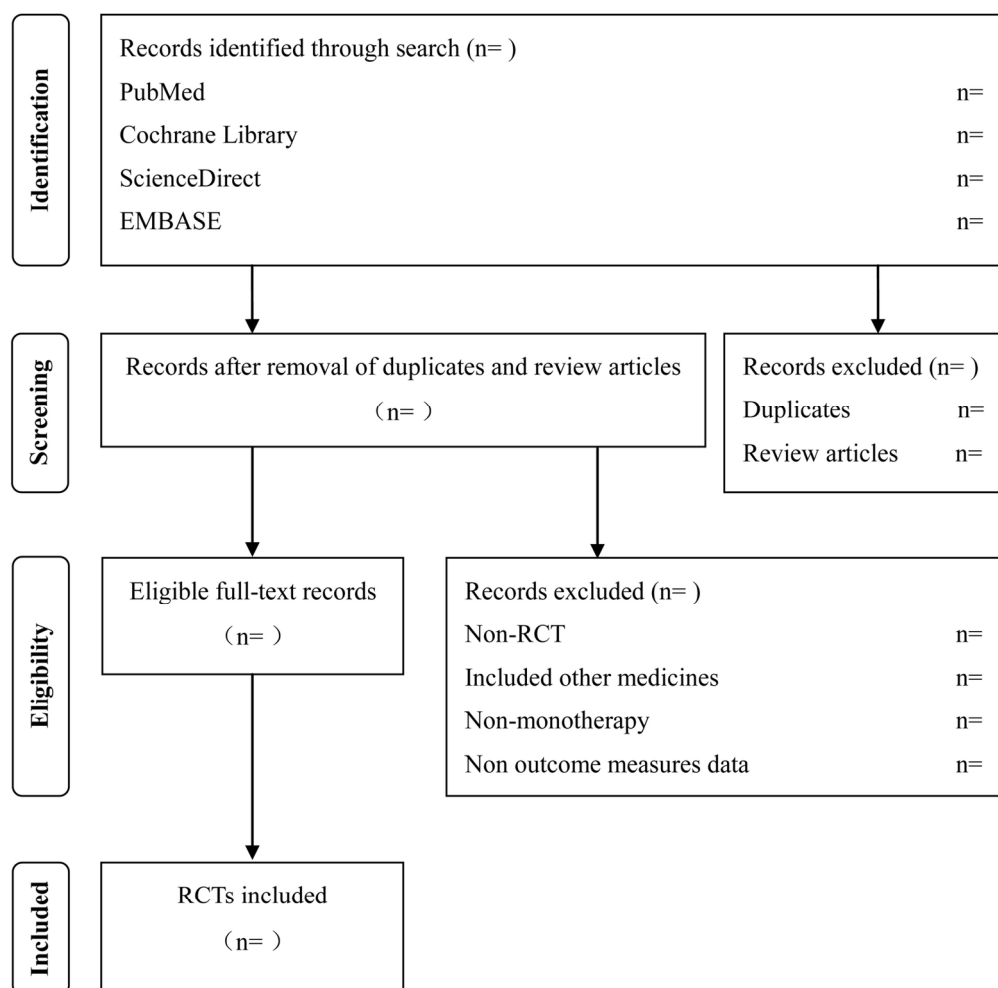 Identification
Records identified through search (n= )
PubMed n=
Cochrane Library n=
ScienceDirect n=
EMBASE n=
Screening
Records after removal of duplicates and review articles
（n= ）
Records excluded (n= )
Duplicates n=
Review articles n=
Eligibility
Eligible full-text records
（n= ）
Records excluded (n= )
Non-RCT n=
Included other medicines n=
Non-monotherapy n=
Non outcome measures data n=
Included
RCTs included
（n= ）